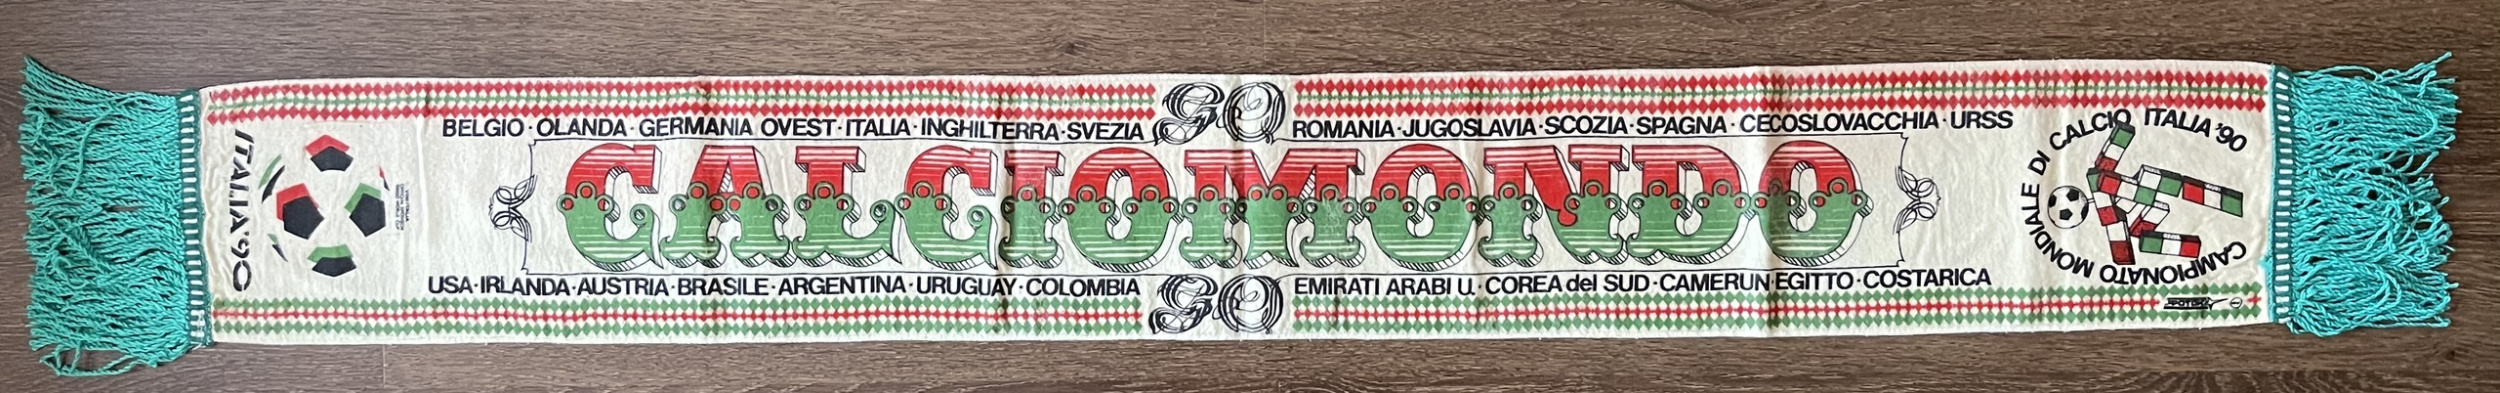 BELGIO·OLANDA·GERMANIA OVEST·ITALIA·INGHILTERRA·SVEZIA 90 ROMANIA·JUGOSLAVIA·SCOZIA·SPAGNA·CECOSLOVACCHIA·URSS
ITALIA'90
CALCIOMONDO
CAMPIONATO MONDIALE DI CALCIO ITALIA '90
USA·IRLANDA·AUSTRIA·BRASILE·ARGENTINA·URUGUAY·COLOMBIA 90 EMIRATI ARABI U.·COREA del SUD·CAMERUN·EGITTO·COSTARICA